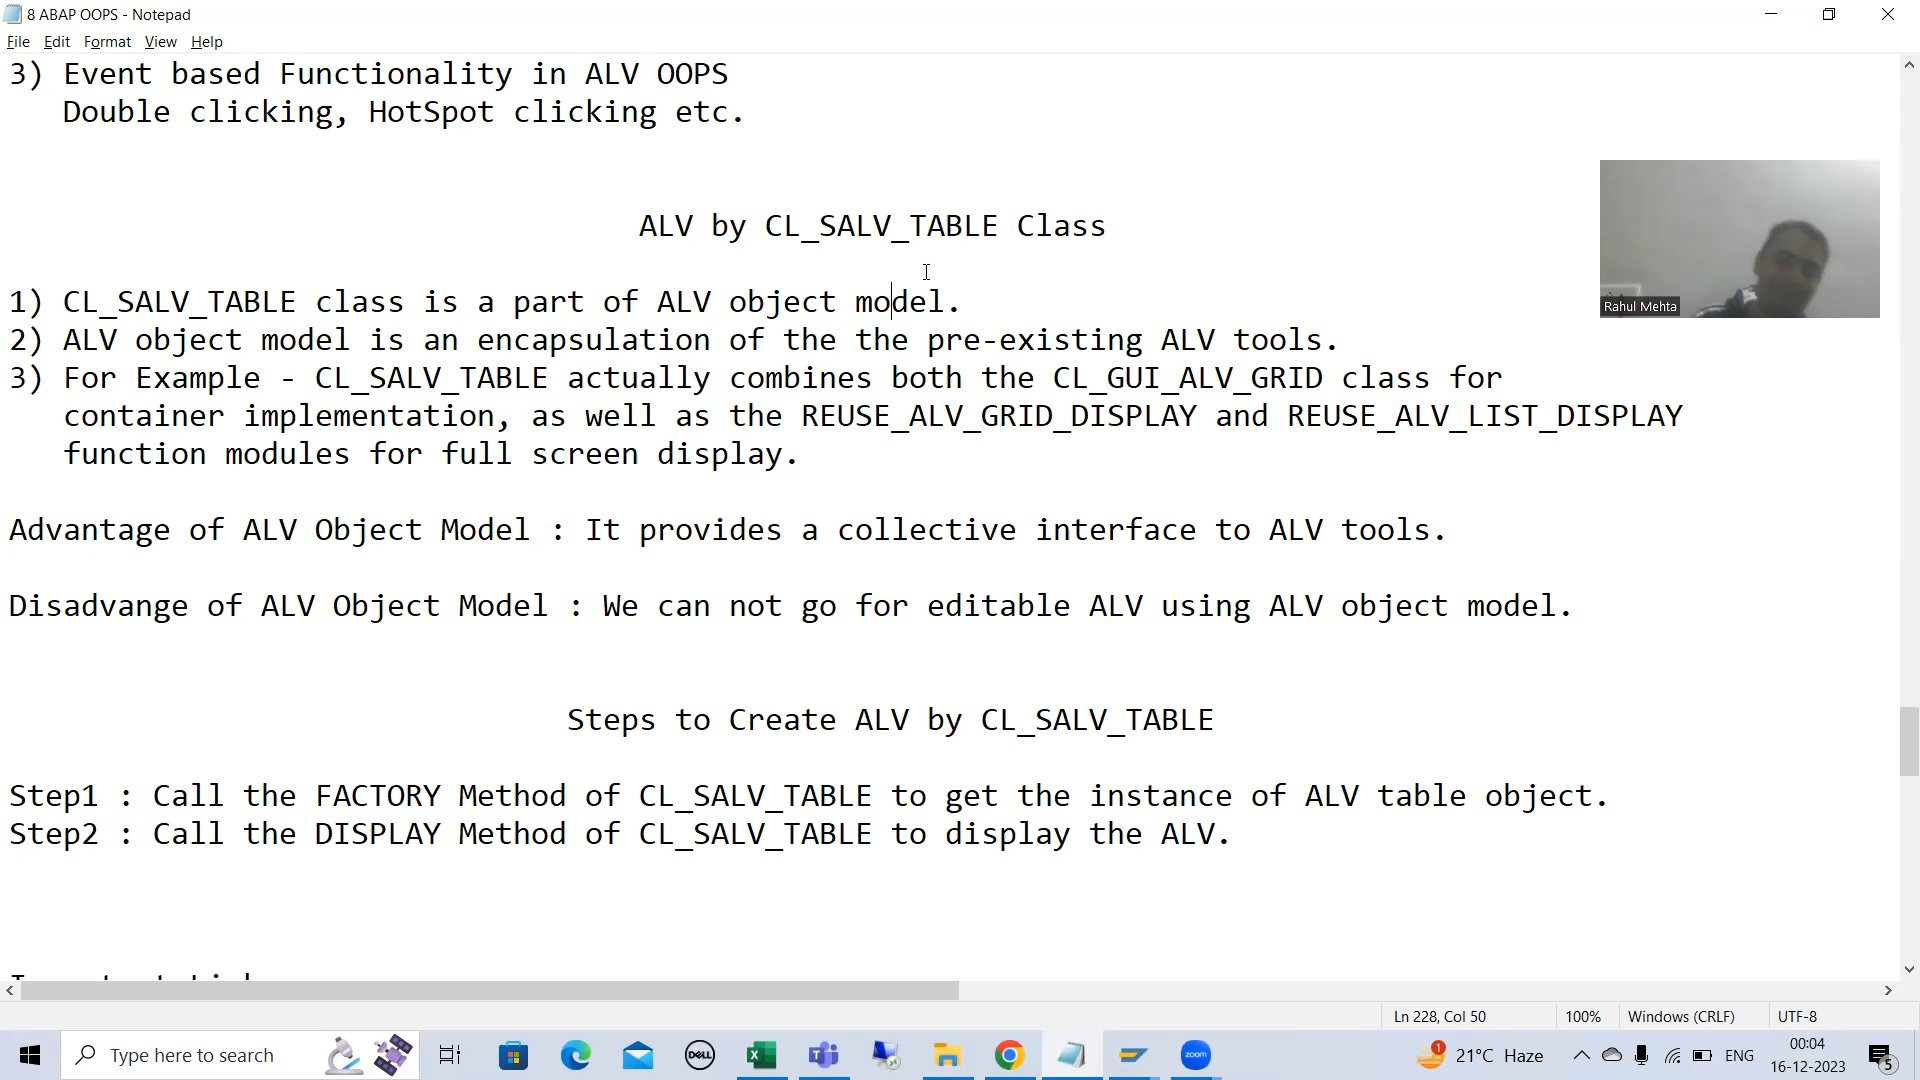 8 ABAP OOPS - Notepad
File Edit Format View Help
3) Event based Functionality in ALV OOPS
Double clicking, HotSpot clicking etc.
ALV by CL_SALV_TABLE Class
1) CL_SALV_TABLE class is a part of ALV object model.
2) ALV object model is an encapsulation of the the pre-existing ALV tools.
3) For Example - CL_SALV_TABLE actually combines both the CL_GUI_ALV_GRID class for
container implementation, as well as the REUSE_ALV_GRID_DISPLAY and REUSE_ALV_LIST_DISPLAY
function modules for full screen display.
Rahul Mehta
Advantage of ALV Object Model : It provides a collective interface to ALV tools.
Disadvange of ALV Object Model : We can not go for editable ALV using ALV object model.
Steps to Create ALV by CL_SALV_TABLE
Step1 : Call the FACTORY Method of CL_SALV_TABLE to get the instance of ALV table object.
Step2 : Call the DISPLAY Method of CL_SALV_TABLE to display the ALV.
Ln 228, Col 50 100% Windows (CRLF) UTF-8
Type here to search
DELL
zoom
1
21°C Haze
ENG
00:04
16-12-2023
5